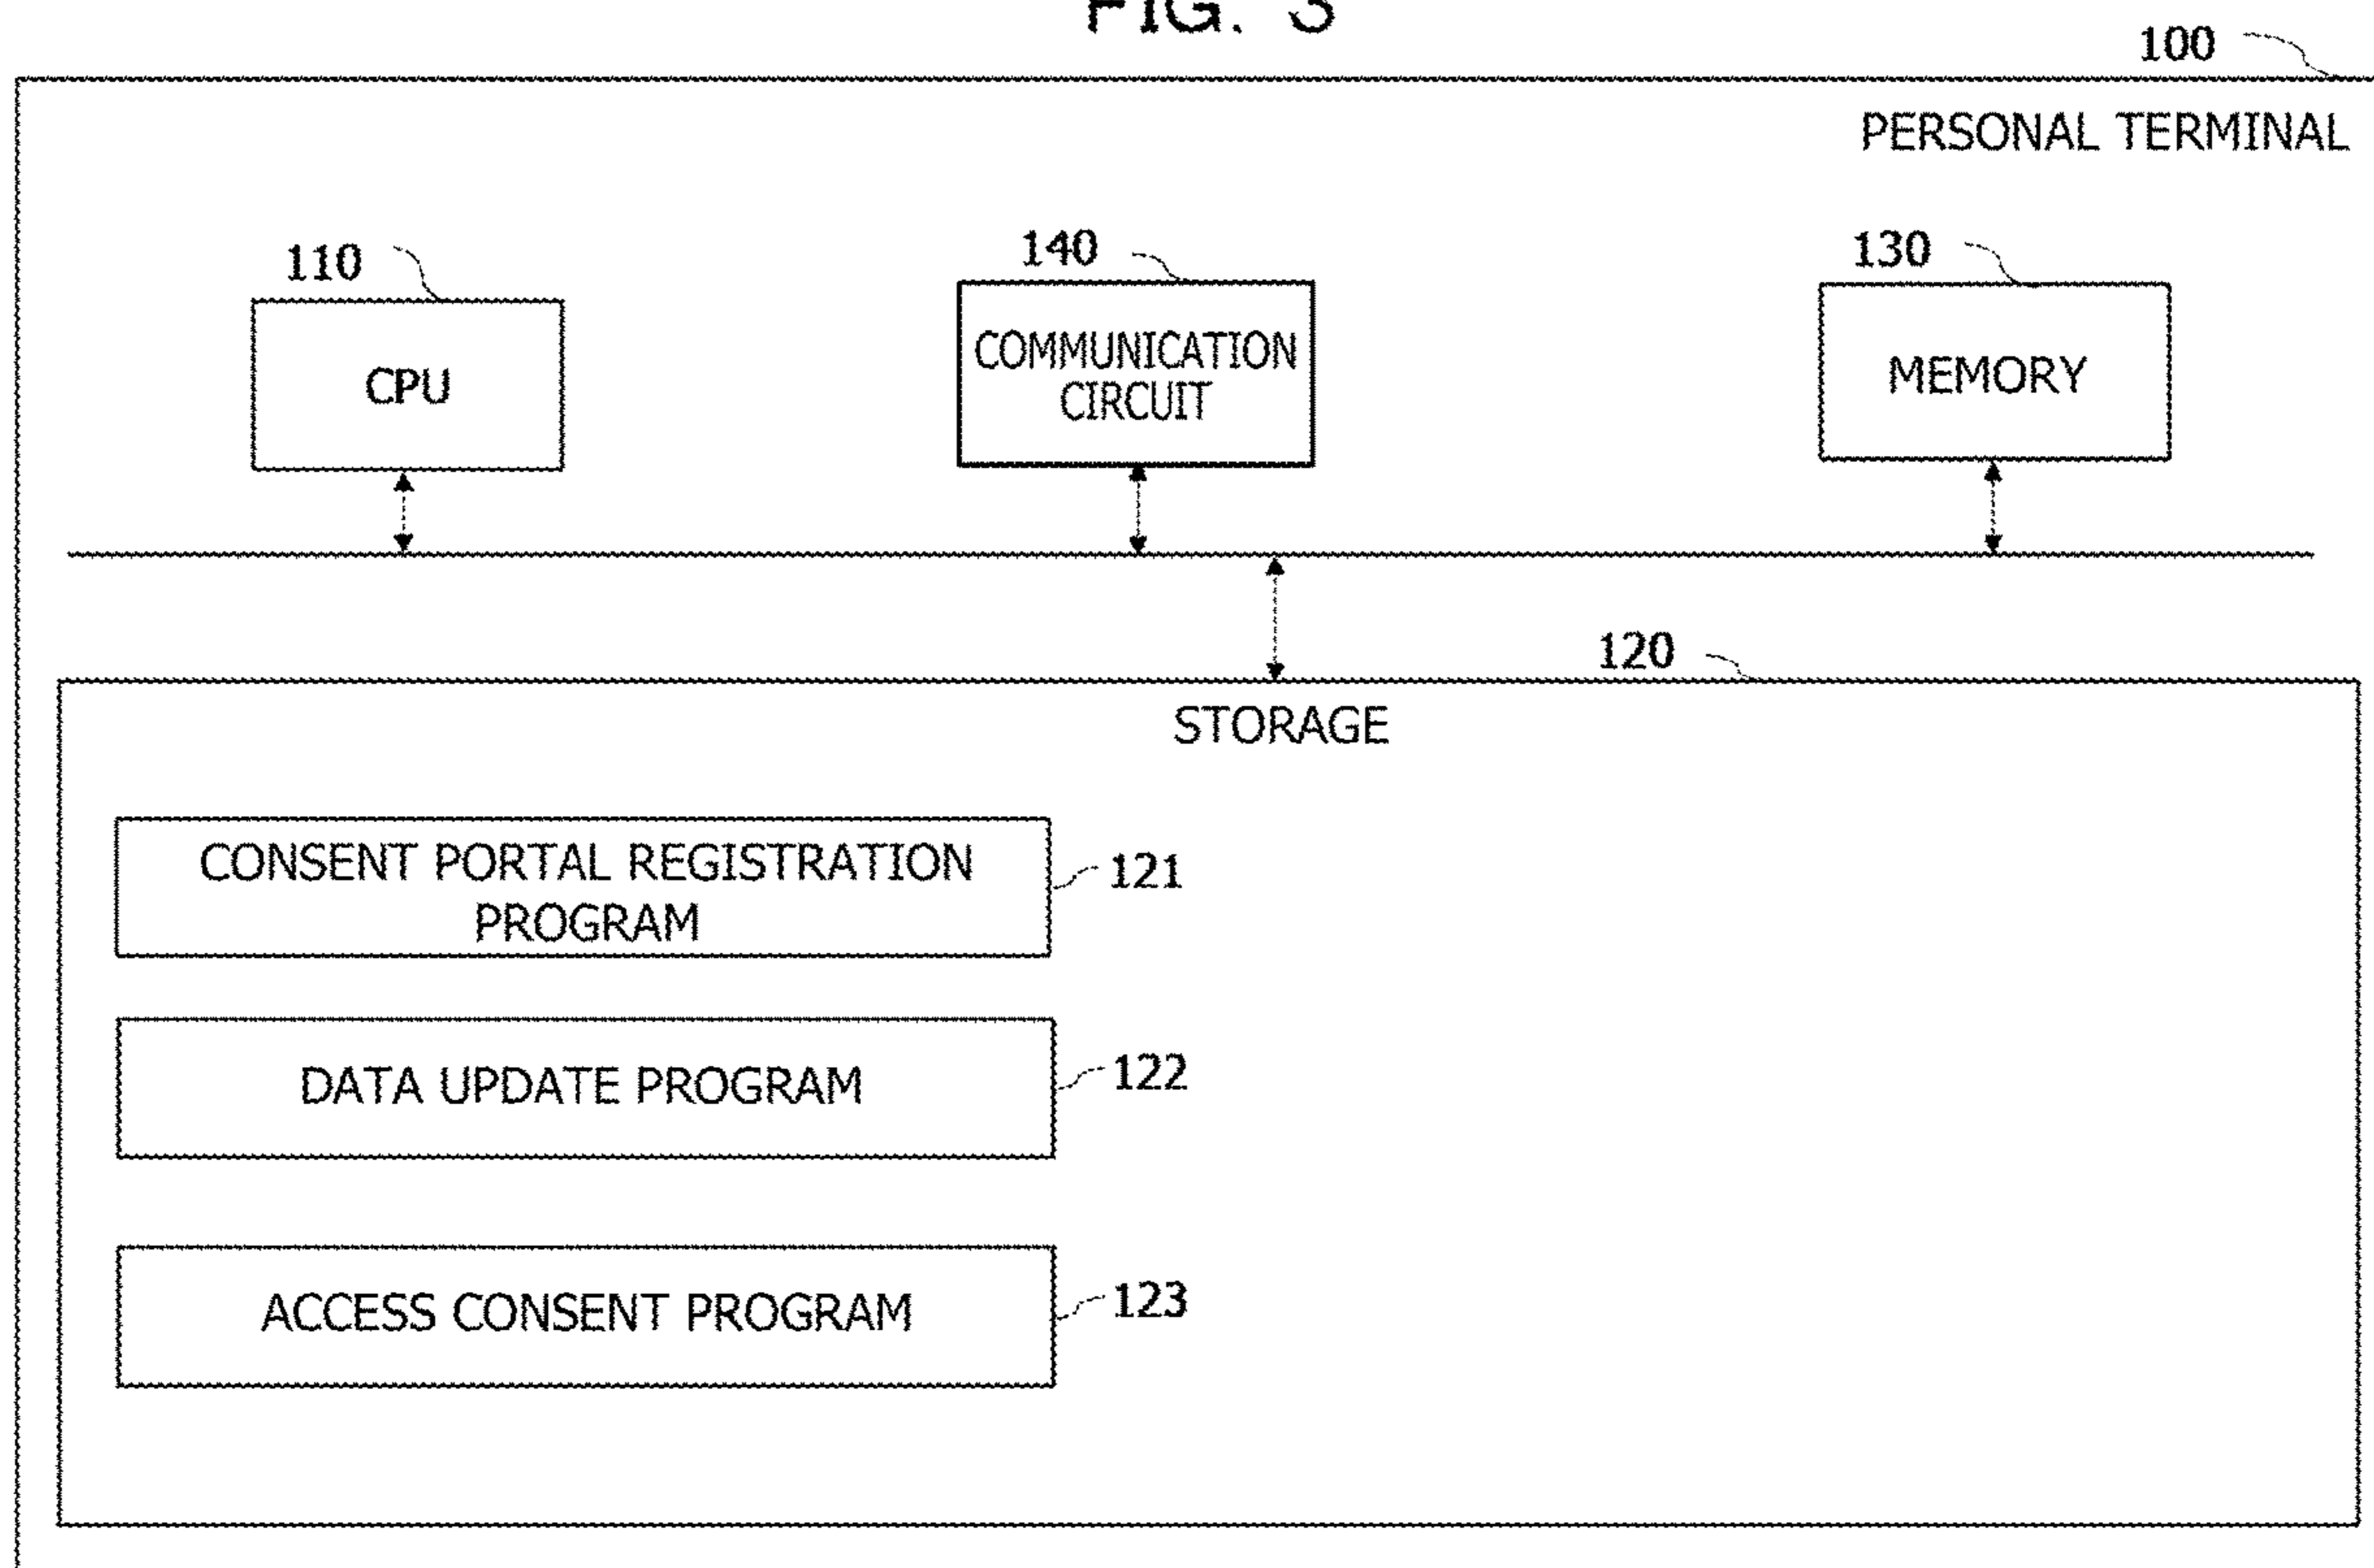 FIG. 3
100
PERSONAL TERMINAL
110
140
130
CPU
COMMUNICATION
CIRCUIT
MEMORY
120
STORAGE
CONSENT PORTAL REGISTRATION
PROGRAM
121
DATA UPDATE PROGRAM
122
ACCESS CONSENT PROGRAM
123